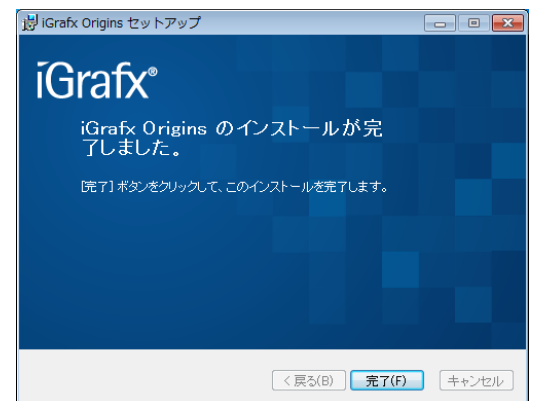 iGrafx Origins セットアップ
iGrafx®
iGrafx Origins のインストールが完
了しました。
[完了] ボタンをクリックして、このインストールを完了します。
< 戻る(B)
完了(F)
キャンセル